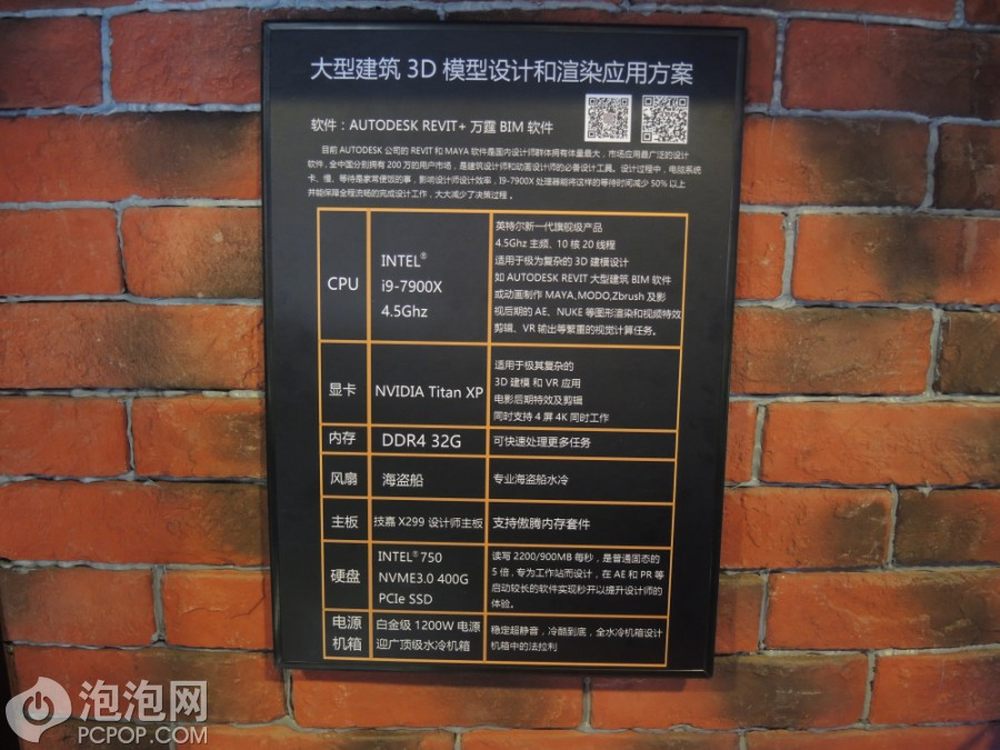 大型建筑 3D 模型设计和渲染应用方案
软件：AUTODESK REVIT+ 万霆 BIM 软件
目前 AUTODESK 公司的 REVIT 和 MAYA 软件是国内设计师群体拥有体量最大，市场应用最广泛的设计
软件，全中国分别拥有 200 万的用户市场，是建筑设计师和动画设计师的必备设计工具。设计过程中，电脑系统
卡、慢、等待是家常便饭的事，影响设计师设计效率，I9-7900X 处理器能将这样的等待时间减少 50% 以上
并能保障全程流畅的完成设计工作，大大减少了决策过程。
CPU
INTEL®
i9-7900X
4.5Ghz
英特尔新一代旗舰级产品
4.5Ghz 主频、10 核 20 线程
适用于极为复杂的 3D 建模设计
如 AUTODESK REVIT 大型建筑 BIM 软件
或动画制作 MAYA,MODO,Zbrush 及影
视后期的 AE、NUKE 等图形渲染和视频特效
剪辑、VR 输出等繁重的视觉计算任务。
显卡
NVIDIA Titan XP
适用于极其复杂的
3D 建模 和 VR 应用
电影后期特效及剪辑
同时支持 4 屏 4K 同时工作
内存
DDR4 32G
可快速处理更多任务
风扇
海盗船
专业海盗船水冷
主板
技嘉 X299 设计师主板
支持傲腾内存套件
硬盘
INTEL® 750
NVME3.0 400G
PCIe SSD
读写 2200/900MB 每秒，是普通固态的
5 倍，专为工作站而设计，在 AE 和 PR 等
启动较长的软件实现秒开以提升设计师的
体验。
电源
机箱
白金级 1200W 电源
迎广顶级水冷机箱
稳定超静音，冷酷到底，全水冷机箱设计
机箱中的法拉利
泡泡网
PCPOP.COM